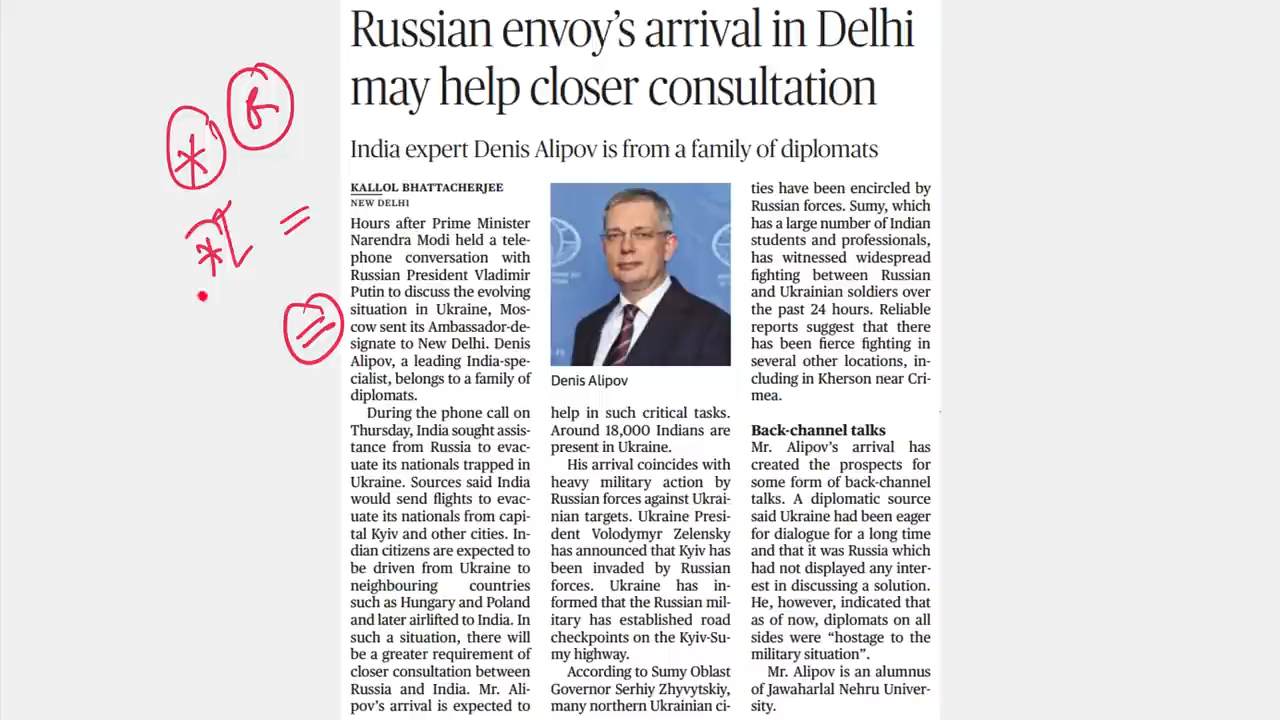 Russian envoy's arrival in Delhi
may help closer consultation
India expert Denis Alipov is from a family of diplomats
KALLOL BHATTACHERJEE
NEW DELHI
Hours after Prime Minister
Narendra Modi held a tele-
phone conversation with
Russian President Vladimir
Putin to discuss the evolving
situation in Ukraine, Mos-
cow sent its Ambassador-de-
signate to New Delhi. Denis
Alipov, a leading India-spe-
cialist, belongs to a family of
diplomats.
During the phone call on
Thursday, India sought assis-
tance from Russia to evac-
uate its nationals trapped in
Ukraine. Sources said India
would send flights to evac-
uate its nationals from capi-
tal Kyiv and other cities. In-
dian citizens are expected to
be driven from Ukraine to
neighbouring countries
such as Hungary and Poland
and later airlifted to India. In
such a situation, there will
be a greater requirement of
closer consultation between
Russia and India. Mr. Ali-
pov's arrival is expected to
Denis Alipov
help in such critical tasks.
Around 18,000 Indians are
present in Ukraine.
His arrival coincides with
heavy military action by
Russian forces against Ukrai-
nian targets. Ukraine Presi-
dent Volodymyr Zelensky
has announced that Kyiv has
been invaded by Russian
forces. Ukraine has in-
formed that the Russian mil-
itary has established road
checkpoints on the Kyiv-Su-
my highway.
According to Sumy Oblast
Governor Serhiy Zhyvytskiy,
many northern Ukrainian ci-
ties have been encircled by
Russian forces. Sumy, which
has a large number of Indian
students and professionals,
has witnessed widespread
fighting between Russian
and Ukrainian soldiers over
the past 24 hours. Reliable
reports suggest that there
has been fierce fighting in
several other locations, in-
cluding in Kherson near Cri-
mea.
Back-channel talks
Mr. Alipov's arrival has
created the prospects for
some form of back-channel
talks. A diplomatic source
said Ukraine had been eager
for dialogue for a long time
and that it was Russia which
had not displayed any inter-
est in discussing a solution.
He, however, indicated that
as of now, diplomats on all
sides were “hostage to the
military situation”.
Mr. Alipov is an alumnus
of Jawaharlal Nehru Univer-
sity.